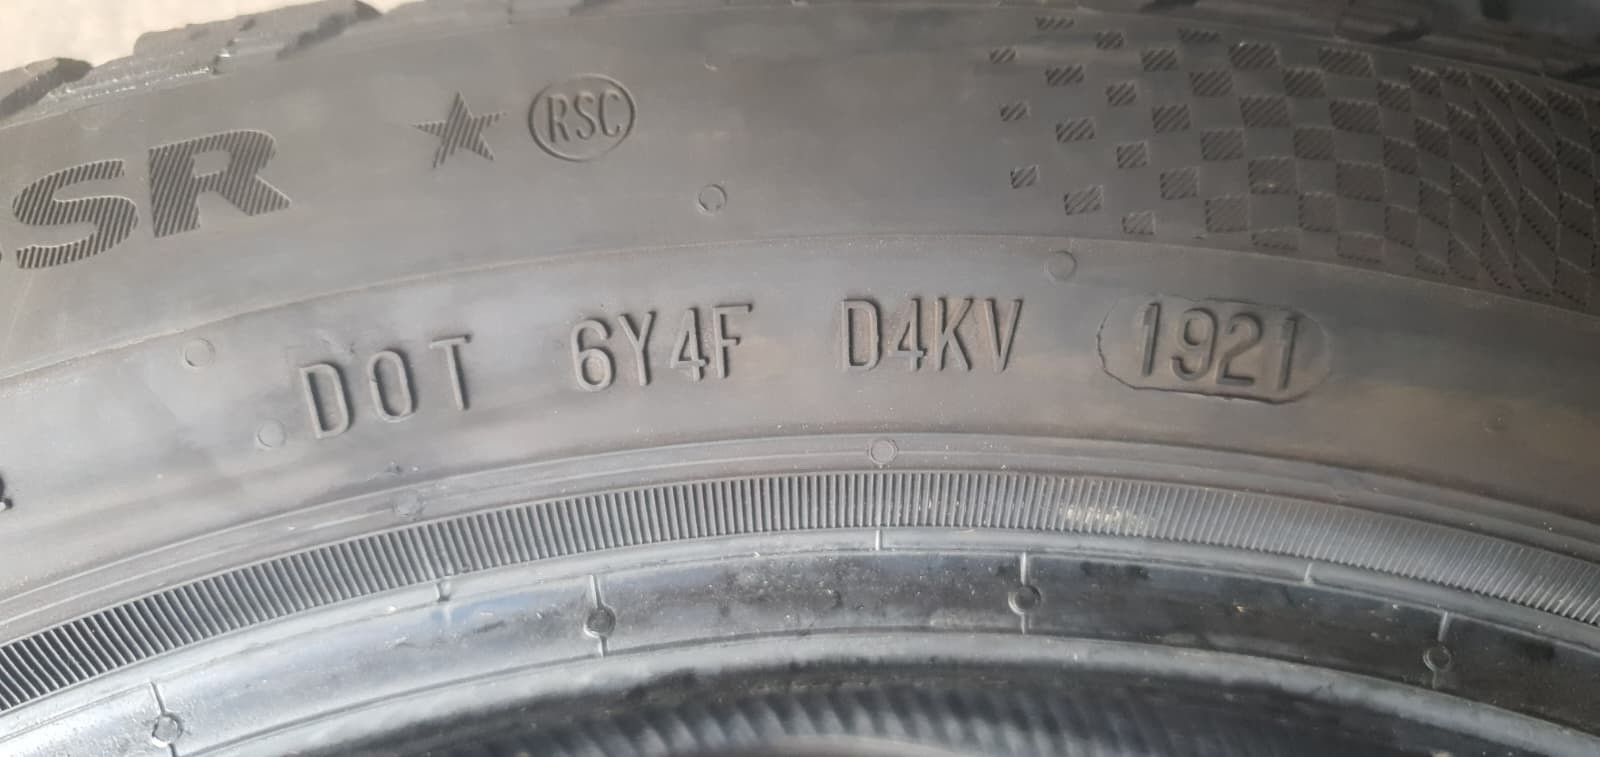 SSR ★ RSC
DOT 6Y4F D4KV 1921